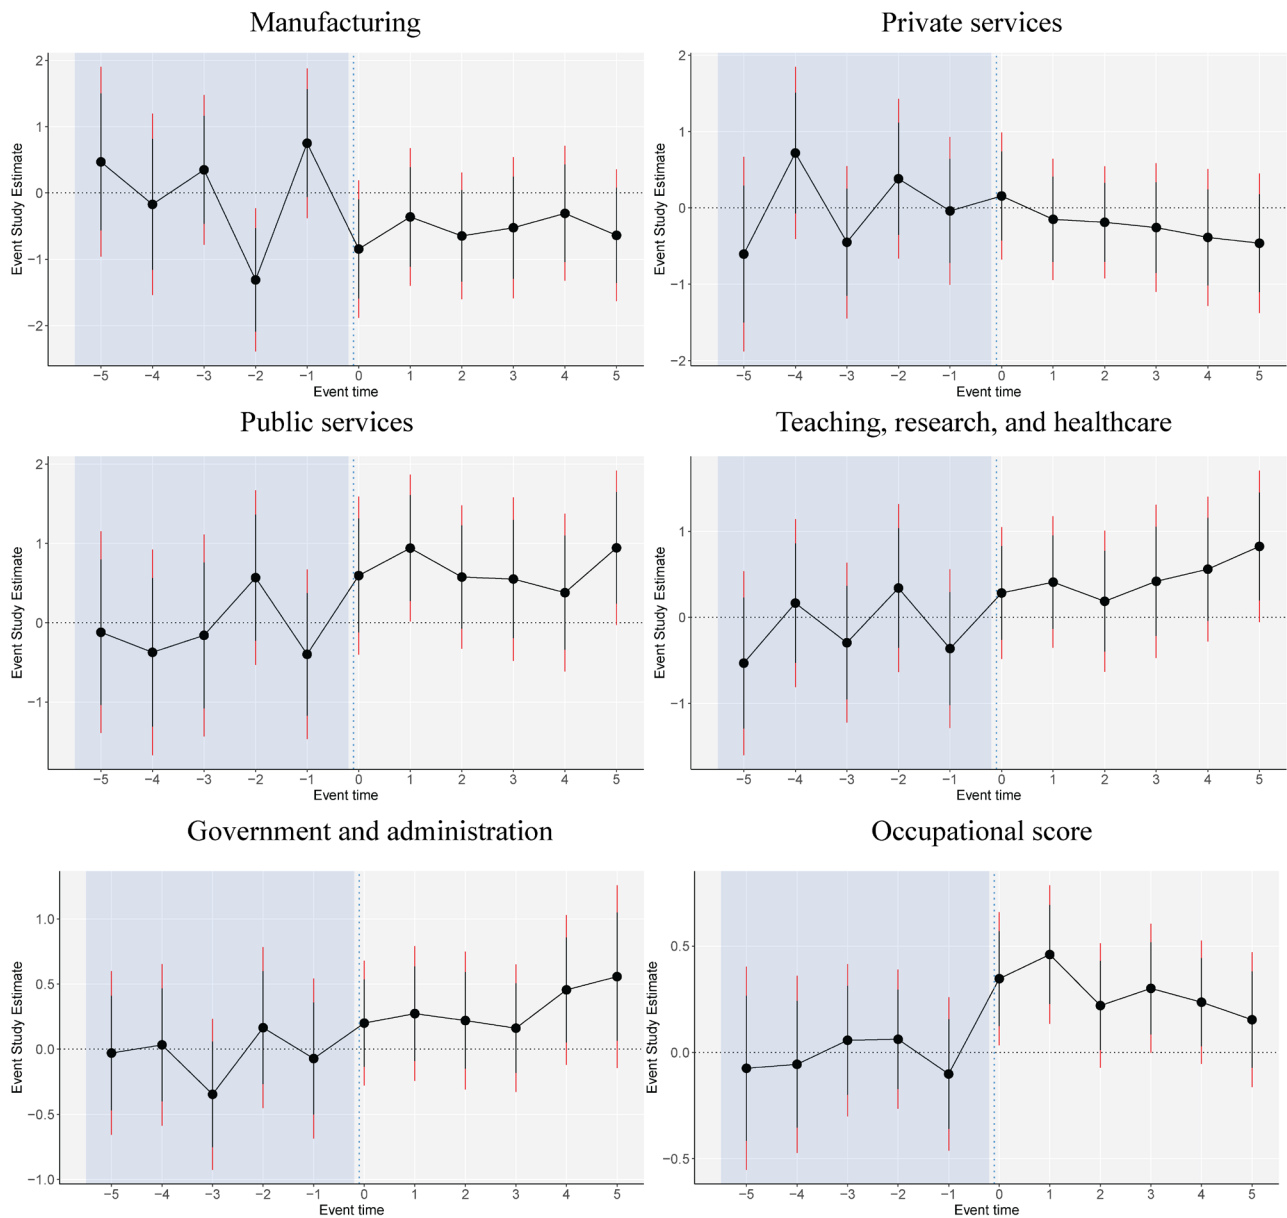 Manufacturing
Event Study Estimate
2
1
0
−1
−2
−5 −4 −3 −2 −1 0 1 2 3 4 5
Event time
Private services
Event Study Estimate
2
1
0
−1
−2
−5 −4 −3 −2 −1 0 1 2 3 4 5
Event time
Public services
Event Study Estimate
2
1
0
−1
−5 −4 −3 −2 −1 0 1 2 3 4 5
Event time
Teaching, research, and healthcare
Event Study Estimate
1
0
−1
−5 −4 −3 −2 −1 0 1 2 3 4 5
Event time
Government and administration
Event Study Estimate
1.0
0.5
0.0
−0.5
−1.0
−5 −4 −3 −2 −1 0 1 2 3 4 5
Event time
Occupational score
Event Study Estimate
0.5
0.0
−0.5
−5 −4 −3 −2 −1 0 1 2 3 4 5
Event time